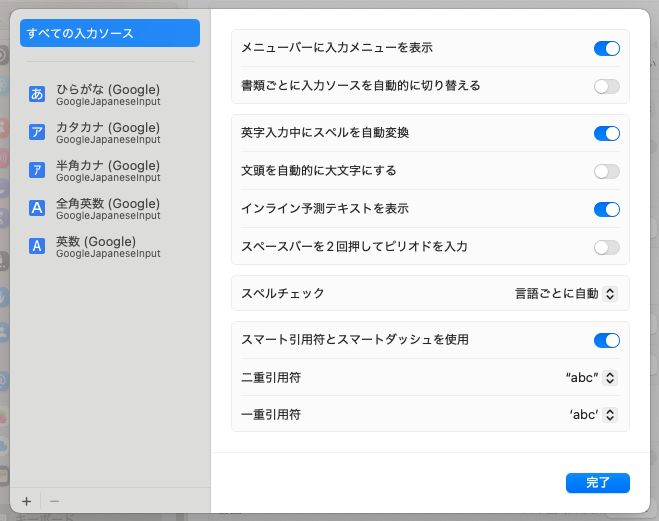 すべての入力ソース
あ
ひらがな (Google)
GoogleJapaneseInput
ア
カタカナ (Google)
GoogleJapaneseInput
ァ
半角カナ (Google)
GoogleJapaneseInput
A
全角英数 (Google)
GoogleJapaneseInput
A
英数 (Google)
GoogleJapaneseInput
メニューバーに入力メニューを表示
書類ごとに入力ソースを自動的に切り替える
英字入力中にスペルを自動変換
文頭を自動的に大文字にする
インライン予測テキストを表示
スペースバーを2回押してピリオドを入力
スペルチェック 言語ごとに自動
スマート引用符とスマートダッシュを使用
二重引用符 “abc”
一重引用符 ‘abc’
完了
キーボード